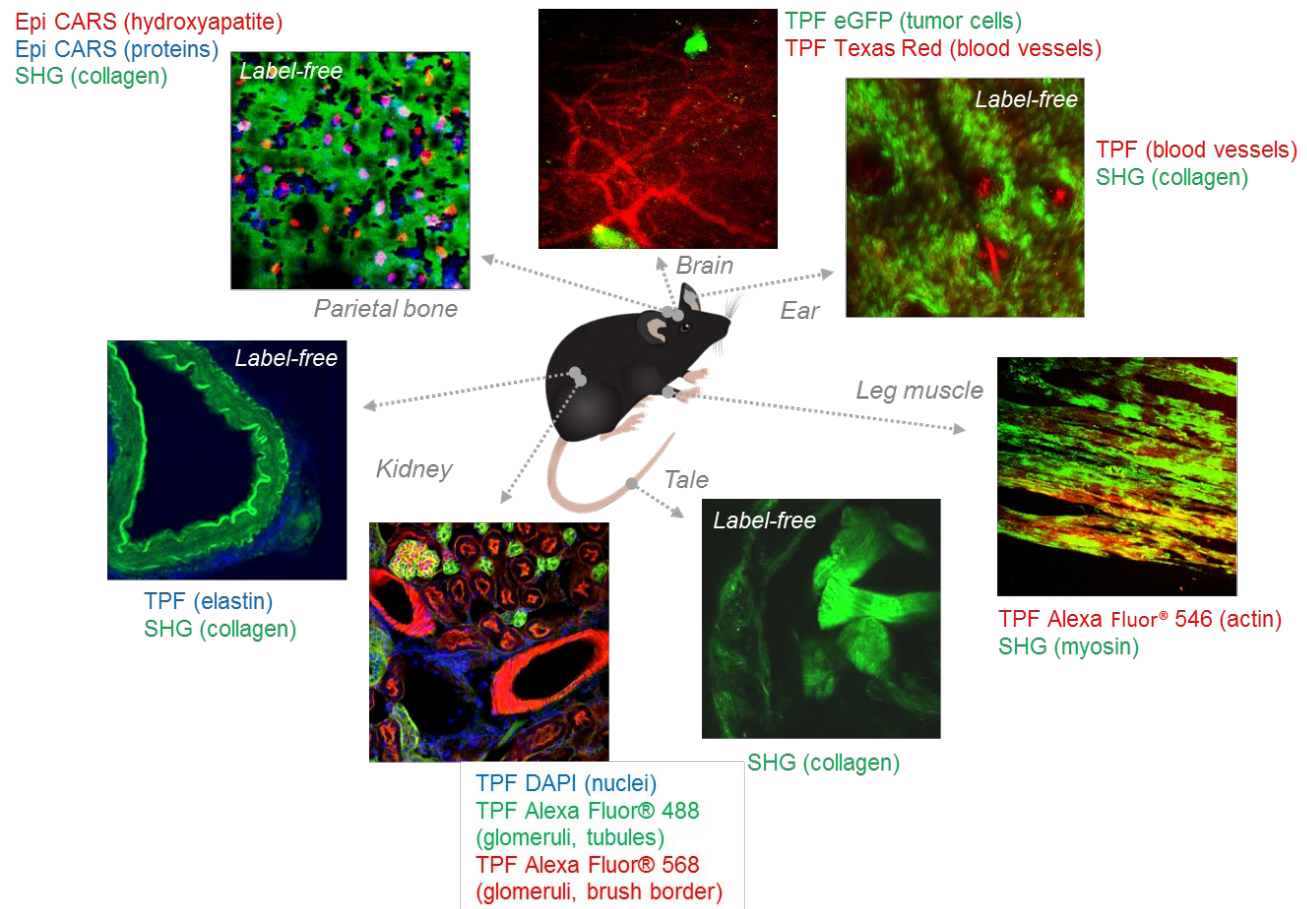 Epi CARS (hydroxyapatite)
Epi CARS (proteins)
SHG (collagen)
Label-free
Parietal bone
TPF eGFP (tumor cells)
TPF Texas Red (blood vessels)
Brain
Label-free
TPF (blood vessels)
SHG (collagen)
Ear
Label-free
TPF (elastin)
SHG (collagen)
Kidney
Leg muscle
TPF Alexa Fluor® 546 (actin)
SHG (myosin)
Tale
Label-free
SHG (collagen)
TPF DAPI (nuclei)
TPF Alexa Fluor® 488
(glomeruli, tubules)
TPF Alexa Fluor® 568
(glomeruli, brush border)